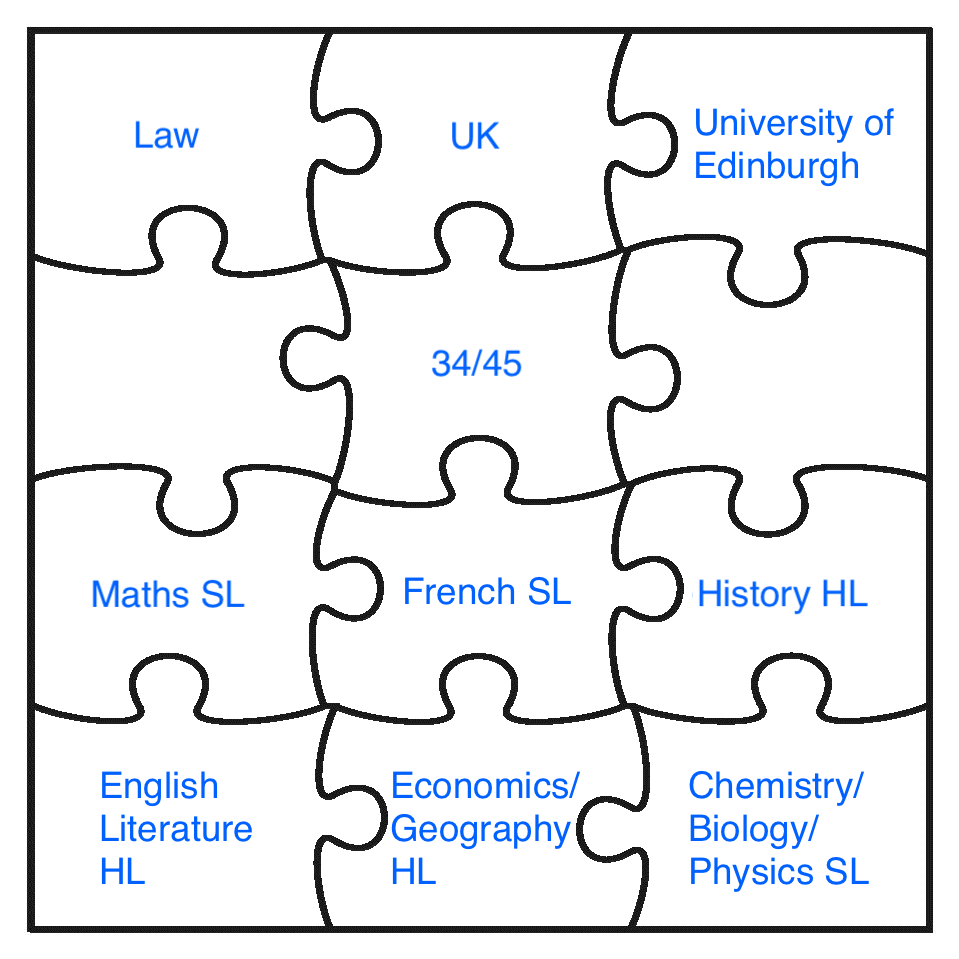 Law
UK
University of
Edinburgh
34/45
Maths SL
French SL
History HL
English
Literature
HL
Economics/
Geography
HL
Chemistry/
Biology/
Physics SL